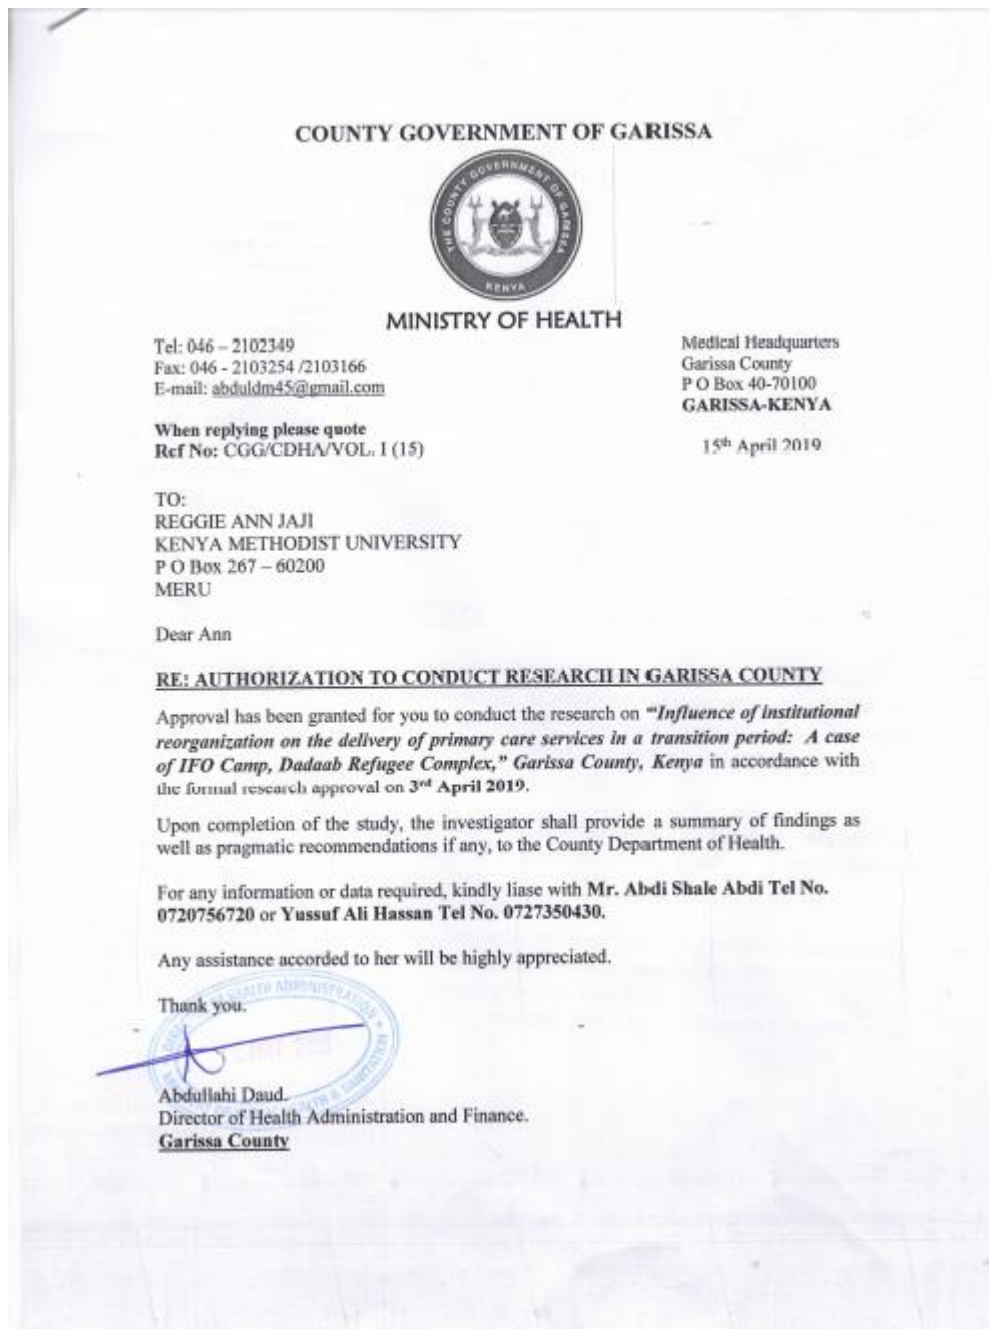 COUNTY GOVERNMENT OF GARISSA
THE COUNTY GOVERNMENT OF GARISSA
KENYA
MINISTRY OF HEALTH
Tel: 046 – 2102349
Fax: 046 - 2103254 /2103166
E-mail: abduldm45@gmail.com
Medical Headquarters
Garissa County
P O Box 40-70100
GARISSA-KENYA
When replying please quote
Ref No: CGG/CDHA/VOL. I (15)
15th April 2019
TO:
REGGIE ANN JAJI
KENYA METHODIST UNIVERSITY
P O Box 267 – 60200
MERU
Dear Ann
RE: AUTHORIZATION TO CONDUCT RESEARCH IN GARISSA COUNTY
Approval has been granted for you to conduct the research on "'Influence of institutional
reorganization on the delivery of primary care services in a transition period: A case
of IFO Camp, Dadaab Refugee Complex," Garissa County, Kenya in accordance with
the formal research approval on 3rd April 2019.
Upon completion of the study, the investigator shall provide a summary of findings as
well as pragmatic recommendations if any, to the County Department of Health.
For any information or data required, kindly liase with Mr. Abdi Shale Abdi Tel No.
0720756720 or Yussuf Ali Hassan Tel No. 0727350430.
Any assistance accorded to her will be highly appreciated.
Thank you.
HEALTH ADMINISTRATION
Abdullahi Daud.
Director of Health Administration and Finance.
Garissa County